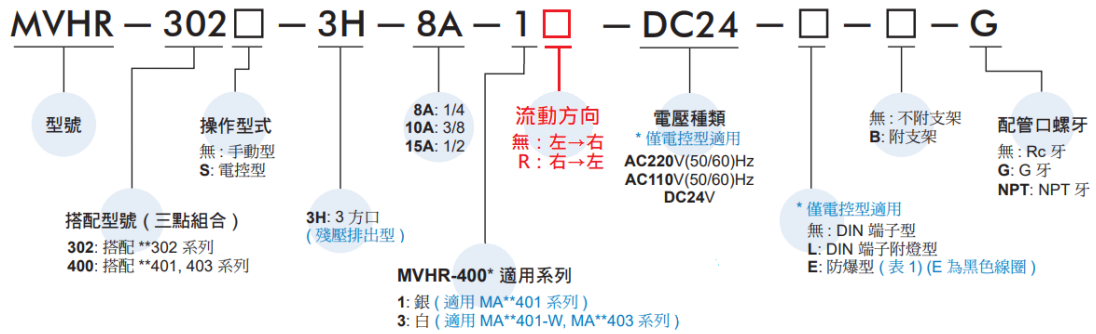 MVHR－302□－3H－8A－1□－DC24－□－□－G
型號
操作型式
無：手動型
S: 電控型
搭配型號 ( 三點組合 )
302: 搭配 **302 系列
400: 搭配 **401, 403 系列
3H: 3 方口
( 殘壓排出型 )
8A: 1/4
10A: 3/8
15A: 1/2
MVHR-400* 適用系列
1: 銀 ( 適用 MA**401 系列 )
3: 白 ( 適用 MA**401-W, MA**403 系列 )
流動方向
無：左→右
R：右→左
電壓種類
* 僅電控型適用
AC220V(50/60)Hz
AC110V(50/60)Hz
DC24V
* 僅電控型適用
無 : DIN 端子型
L: DIN 端子附燈型
E: 防爆型 ( 表 1) (E 為黑色線圈 )
無 : 不附支架
B: 附支架
配管口螺牙
無 : Rc 牙
G: G 牙
NPT: NPT 牙